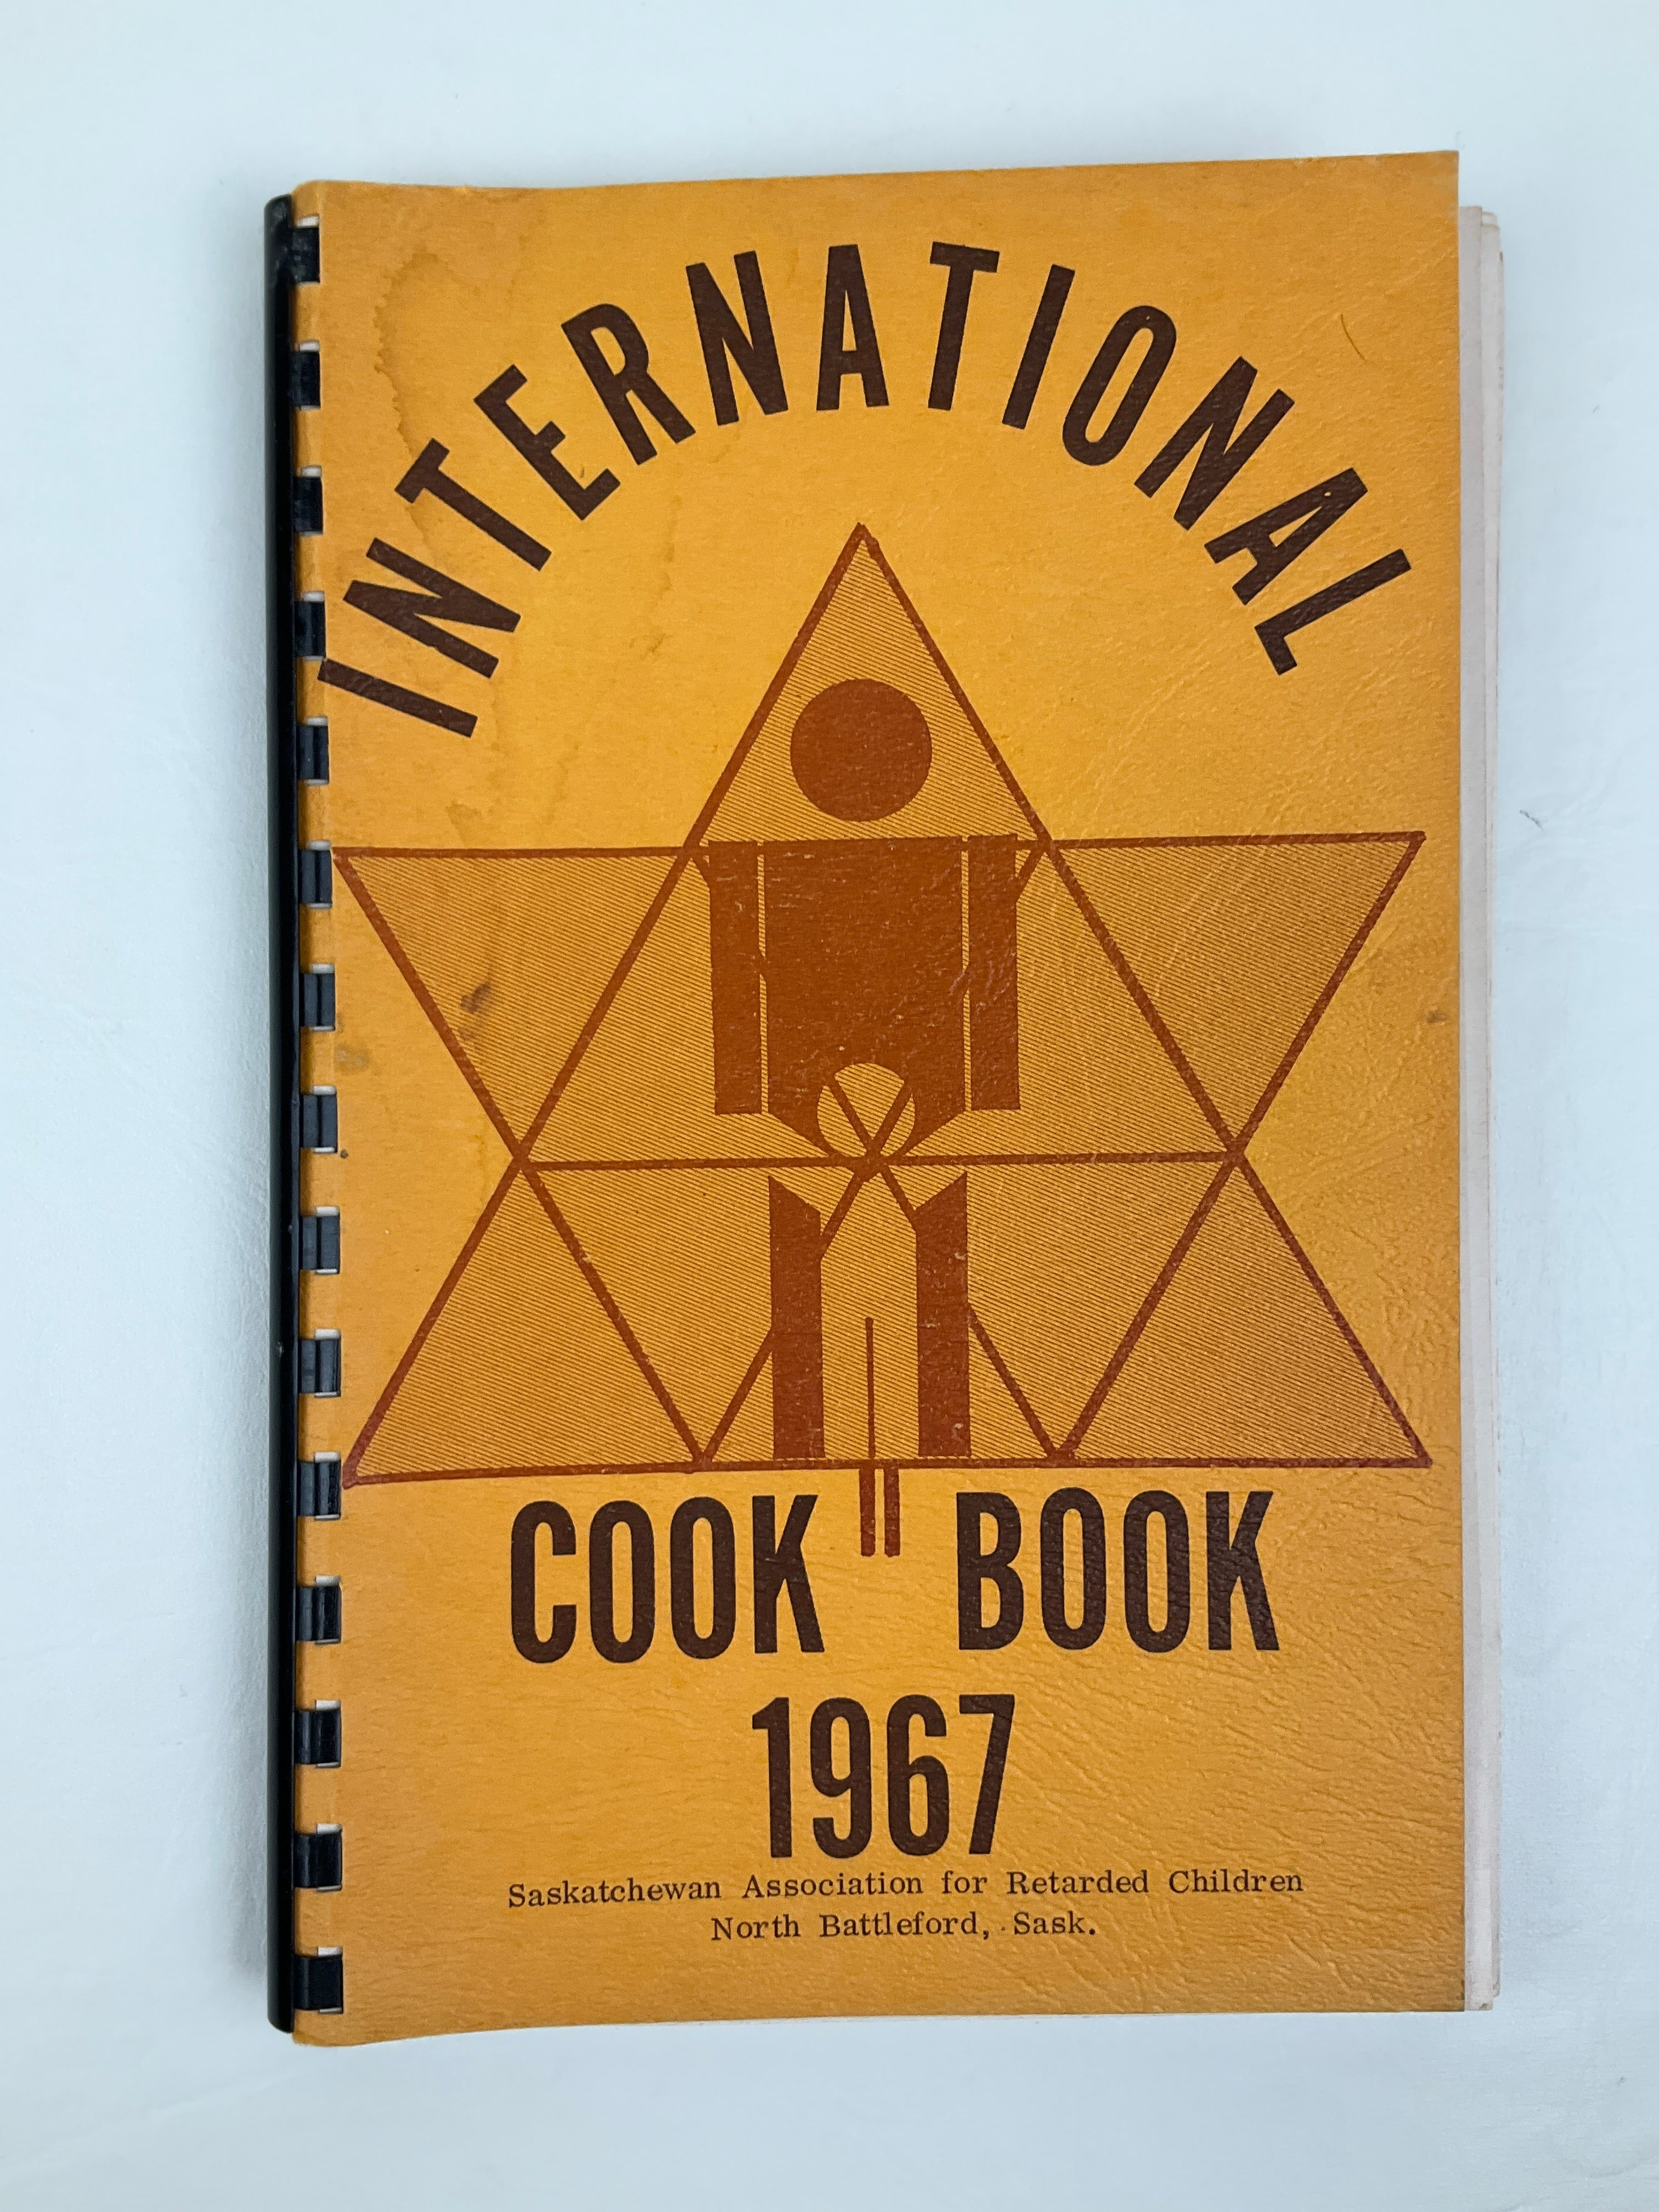 INTERNATIONAL
COOK BOOK
1967
Saskatchewan Association for Retarded Children
North Battleford, Sask.